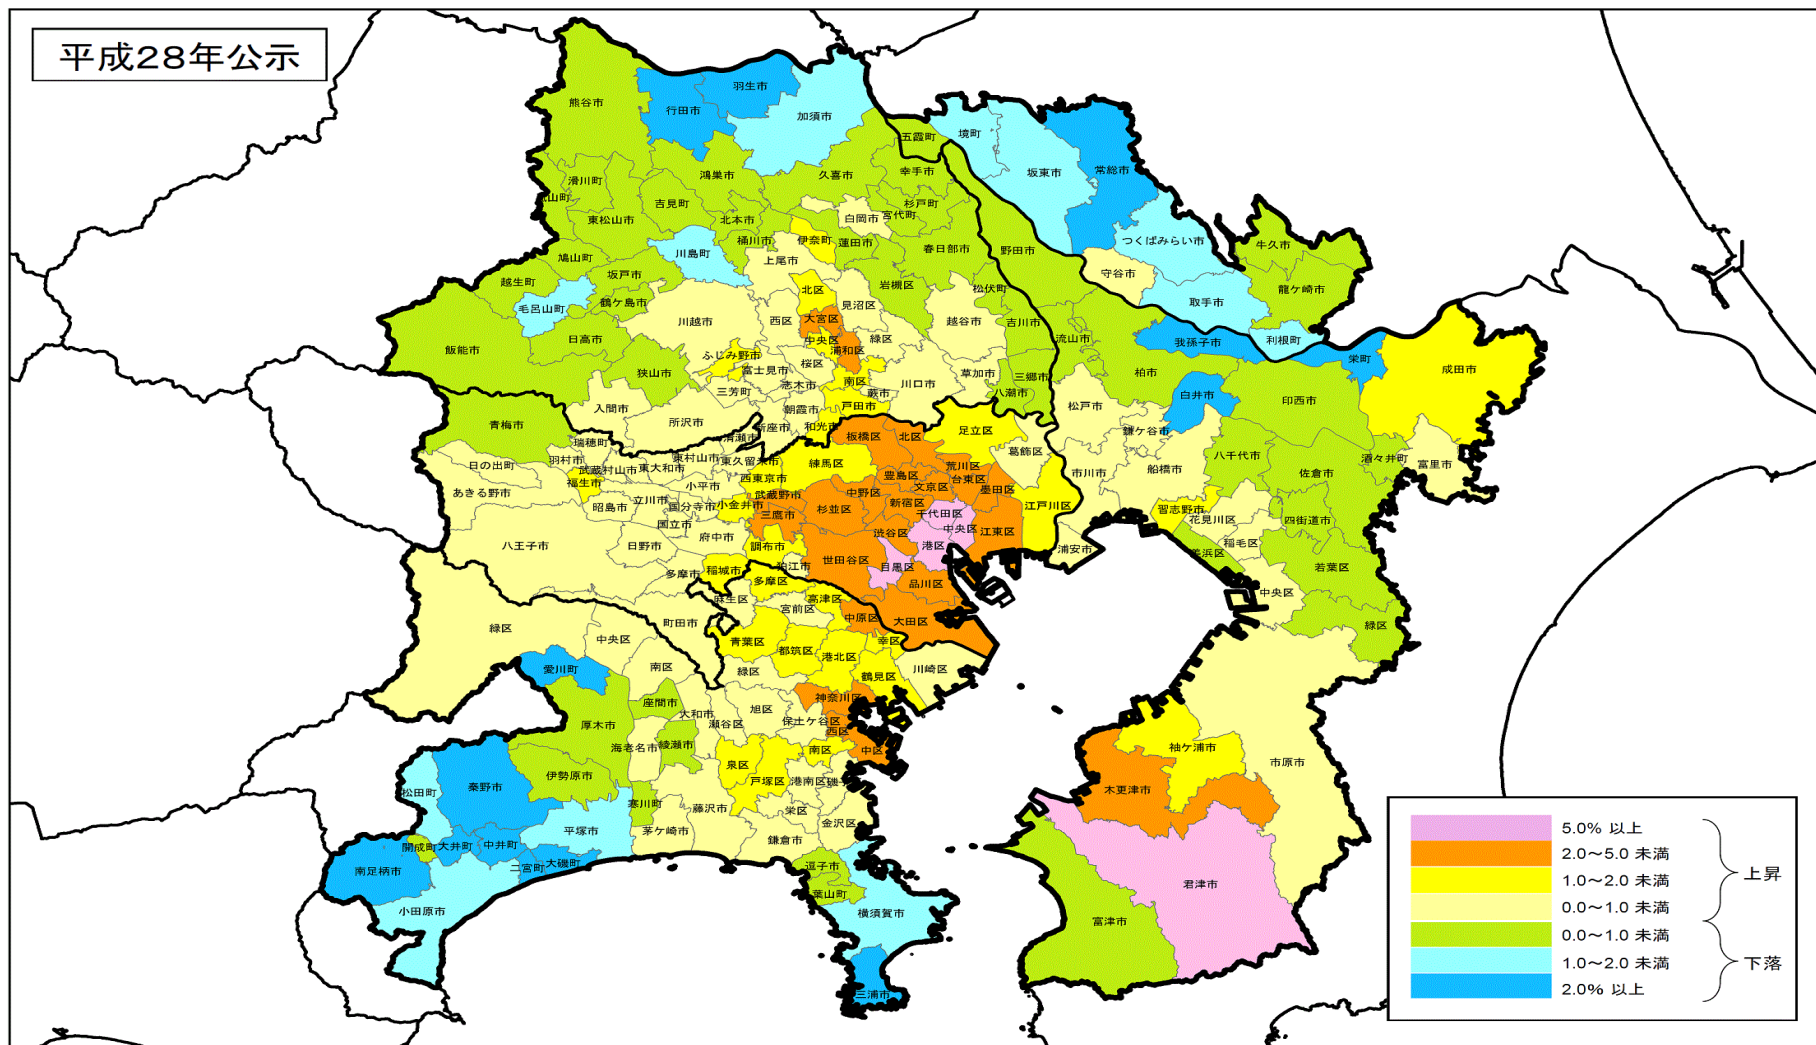 平成28年公示
熊谷市
行田市
羽生市
加須市
滑川町
東松山市
吉見町
鴻巣市
北本市
久喜市
幸手市
杉戸町
宮代町
白岡市
五霞町
境町
坂東市
常総市
つくばみらい市
守谷市
取手市
利根町
牛久市
龍ケ崎市
鳩山町
越生町
毛呂山町
坂戸市
鶴ケ島市
川島町
桶川市
伊奈町
蓮田市
上尾市
春日部市
野田市
北区
見沼区
岩槻区
松伏町
川越市
西区
大宮区
中央区
浦和区
緑区
越谷市
吉川市
流山市
飯能市
日高市
狭山市
ふじみ野市
富士見市
桜区
志木市
三芳町
南区
蕨市
川口市
草加市
三郷市
八潮市
柏市
我孫子市
栄町
成田市
白井市
印西市
入間市
所沢市
新座市
朝霞市
和光市
戸田市
松戸市
鎌ケ谷市
青梅市
瑞穂町
清瀬市
東村山市
東久留米市
板橋区
北区
足立区
葛飾区
市川市
船橋市
八千代市
佐倉市
酒々井町
富里市
日の出町
羽村市
武蔵村山市
東大和市
練馬区
豊島区
荒川区
文京区
台東区
墨田区
あきる野市
福生市
小平市
西東京市
昭島市
立川市
国分寺市
小金井市
武蔵野市
三鷹市
中野区
杉並区
新宿区
千代田区
中央区
江東区
江戸川区
習志野市
花見川区
四街道市
八王子市
国立市
府中市
日野市
調布市
狛江市
渋谷区
港区
世田谷区
目黒区
品川区
浦安市
稲毛区
美浜区
若葉区
中央区
緑区
多摩市
稲城市
多摩区
麻生区
宮前区
高津区
中原区
大田区
緑区
中央区
町田市
青葉区
都筑区
港北区
幸区
川崎区
愛川町
南区
緑区
鶴見区
厚木市
座間市
大和市
瀬谷区
旭区
神奈川区
保土ケ谷区
西区
海老名市
綾瀬市
泉区
戸塚区
南区
中区
港南区
磯子区
伊勢原市
秦野市
松田町
寒川町
藤沢市
栄区
金沢区
平塚市
茅ケ崎市
鎌倉市
開成町
大井町
中井町
南足柄市
二宮町
大磯町
小田原市
逗子市
葉山町
横須賀市
三浦市
袖ケ浦市
木更津市
市原市
君津市
富津市
5.0% 以上
2.0～5.0 未満
1.0～2.0 未満
0.0～1.0 未満
上昇
0.0～1.0 未満
1.0～2.0 未満
2.0% 以上
下落